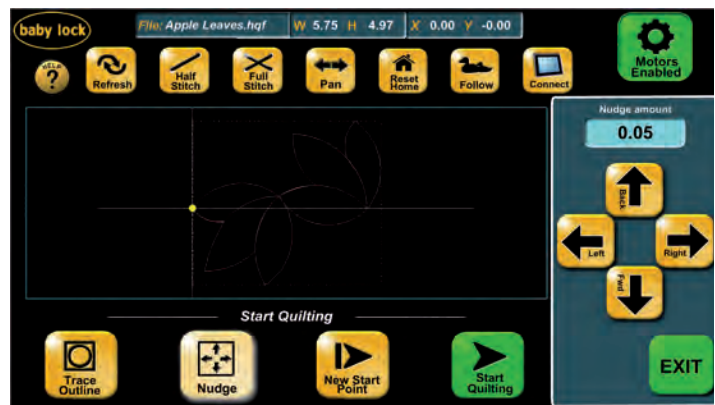 baby lock
File: Apple Leaves.hqf W 5.75 H 4.97 X 0.00 Y -0.00
Motors
Enabled
HELP
?
Refresh
Half
Stitch
Full
Stitch
Pan
Reset
Home
Follow
Connect
Nudge amount
0.05
Back
Left
Right
Fwd
Start Quilting
Trace
Outline
Nudge
New Start
Point
Start
Quilting
EXIT